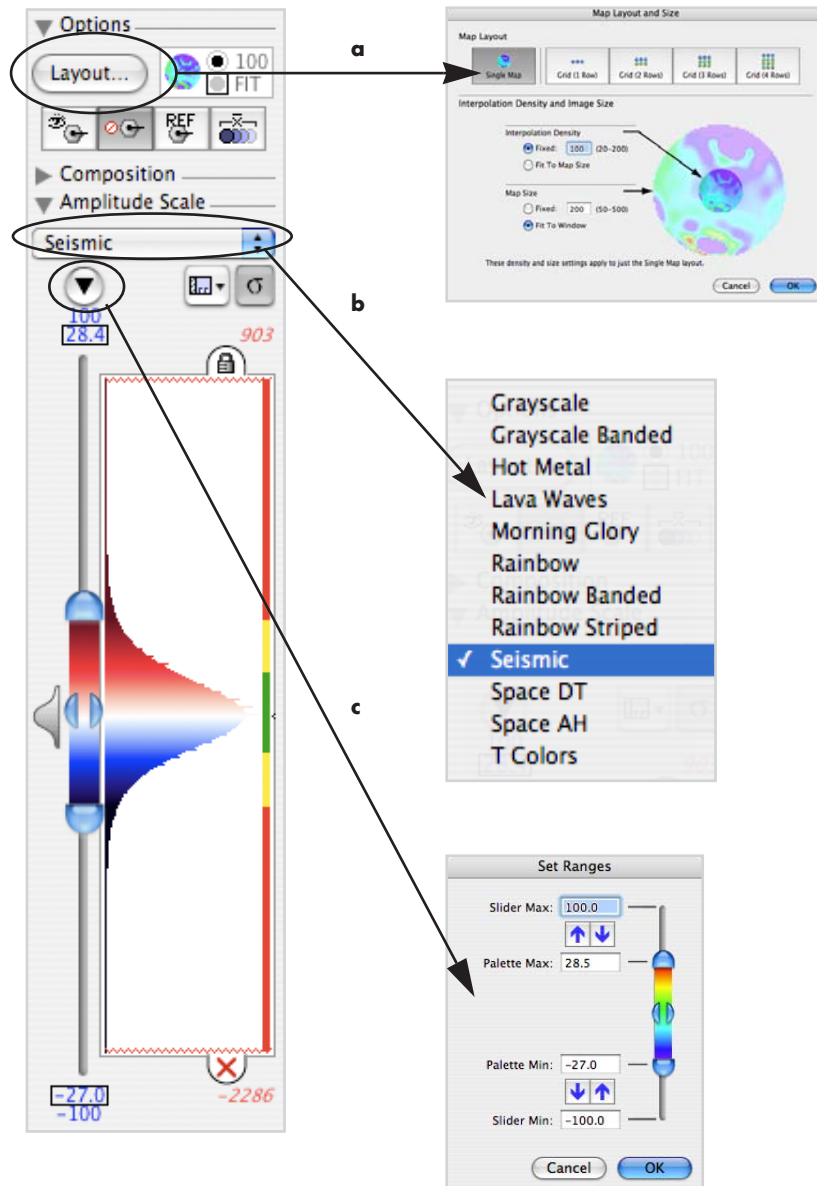 Options
Layout...
100
FIT
REF
x
Composition
Amplitude Scale
Seismic
σ
100
28.4
903
-27.0
-100
-2286
a
b
c
Map Layout and Size
Map Layout
Single Map
Grid (1 Row)
Grid (2 Rows)
Grid (3 Rows)
Grid (4 Rows)
Interpolation Density and Image Size
Interpolation Density
Fixed: 100 (20-200)
Fit To Map Size
Map Size
Fixed: 200 (50-500)
Fit To Window
These density and size settings apply to just the Single Map layout.
Cancel
OK
Grayscale
Grayscale Banded
Hot Metal
Lava Waves
Morning Glory
Rainbow
Rainbow Banded
Rainbow Striped
✓ Seismic
Space DT
Space AH
T Colors
Set Ranges
Slider Max: 100.0
Palette Max: 28.5
Palette Min: -27.0
Slider Min: -100.0
Cancel
OK